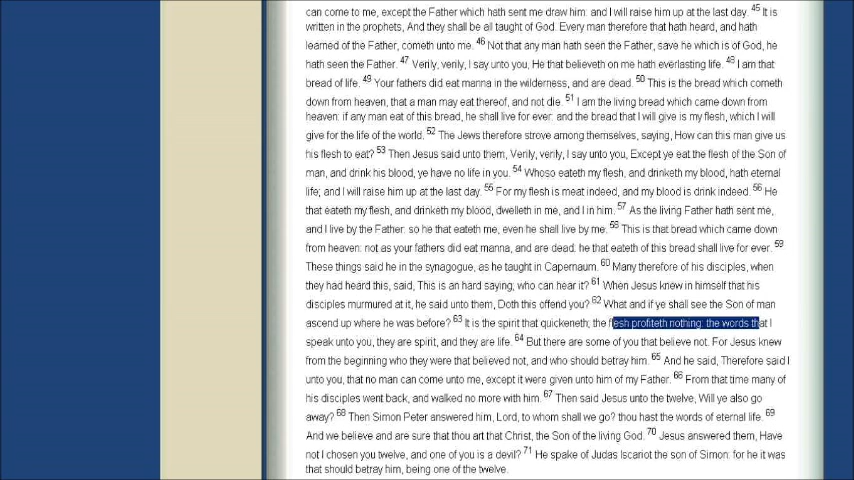 can come to me, except the Father which hath sent me draw him: and I will raise him up at the last day. 45 It is
written in the prophets, And they shall be all taught of God. Every man therefore that hath heard, and hath
learned of the Father, cometh unto me. 46 Not that any man hath seen the Father, save he which is of God, he
hath seen the Father. 47 Verily, verily, I say unto you, He that believeth on me hath everlasting life. 48 I am that
bread of life. 49 Your fathers did eat manna in the wilderness, and are dead. 50 This is the bread which cometh
down from heaven, that a man may eat thereof, and not die. 51 I am the living bread which came down from
heaven: if any man eat of this bread, he shall live for ever: and the bread that I will give is my flesh, which I will
give for the life of the world. 52 The Jews therefore strove among themselves, saying, How can this man give us
his flesh to eat? 53 Then Jesus said unto them, Verily, verily, I say unto you, Except ye eat the flesh of the Son of
man, and drink his blood, ye have no life in you. 54 Whoso eateth my flesh, and drinketh my blood, hath eternal
life; and I will raise him up at the last day. 55 For my flesh is meat indeed, and my blood is drink indeed. 56 He
that eateth my flesh, and drinketh my blood, dwelleth in me, and I in him. 57 As the living Father hath sent me,
and I live by the Father: so he that eateth me, even he shall live by me. 58 This is that bread which came down
from heaven: not as your fathers did eat manna, and are dead: he that eateth of this bread shall live for ever. 59
These things said he in the synagogue, as he taught in Capernaum. 60 Many therefore of his disciples, when
they had heard this, said, This is an hard saying; who can hear it? 61 When Jesus knew in himself that his
disciples murmured at it, he said unto them, Doth this offend you? 62 What and if ye shall see the Son of man
ascend up where he was before? 63 It is the spirit that quickeneth; the flesh profiteth nothing: the words that I
speak unto you, they are spirit, and they are life. 64 But there are some of you that believe not. For Jesus knew
from the beginning who they were that believed not, and who should betray him. 65 And he said, Therefore said I
unto you, that no man can come unto me, except it were given unto him of my Father. 66 From that time many of
his disciples went back, and walked no more with him. 67 Then said Jesus unto the twelve, Will ye also go
away? 68 Then Simon Peter answered him, Lord, to whom shall we go? thou hast the words of eternal life. 69
And we believe and are sure that thou art that Christ, the Son of the living God. 70 Jesus answered them, Have
not I chosen you twelve, and one of you is a devil? 71 He spake of Judas Iscariot the son of Simon: for he it was
that should betray him, being one of the twelve.